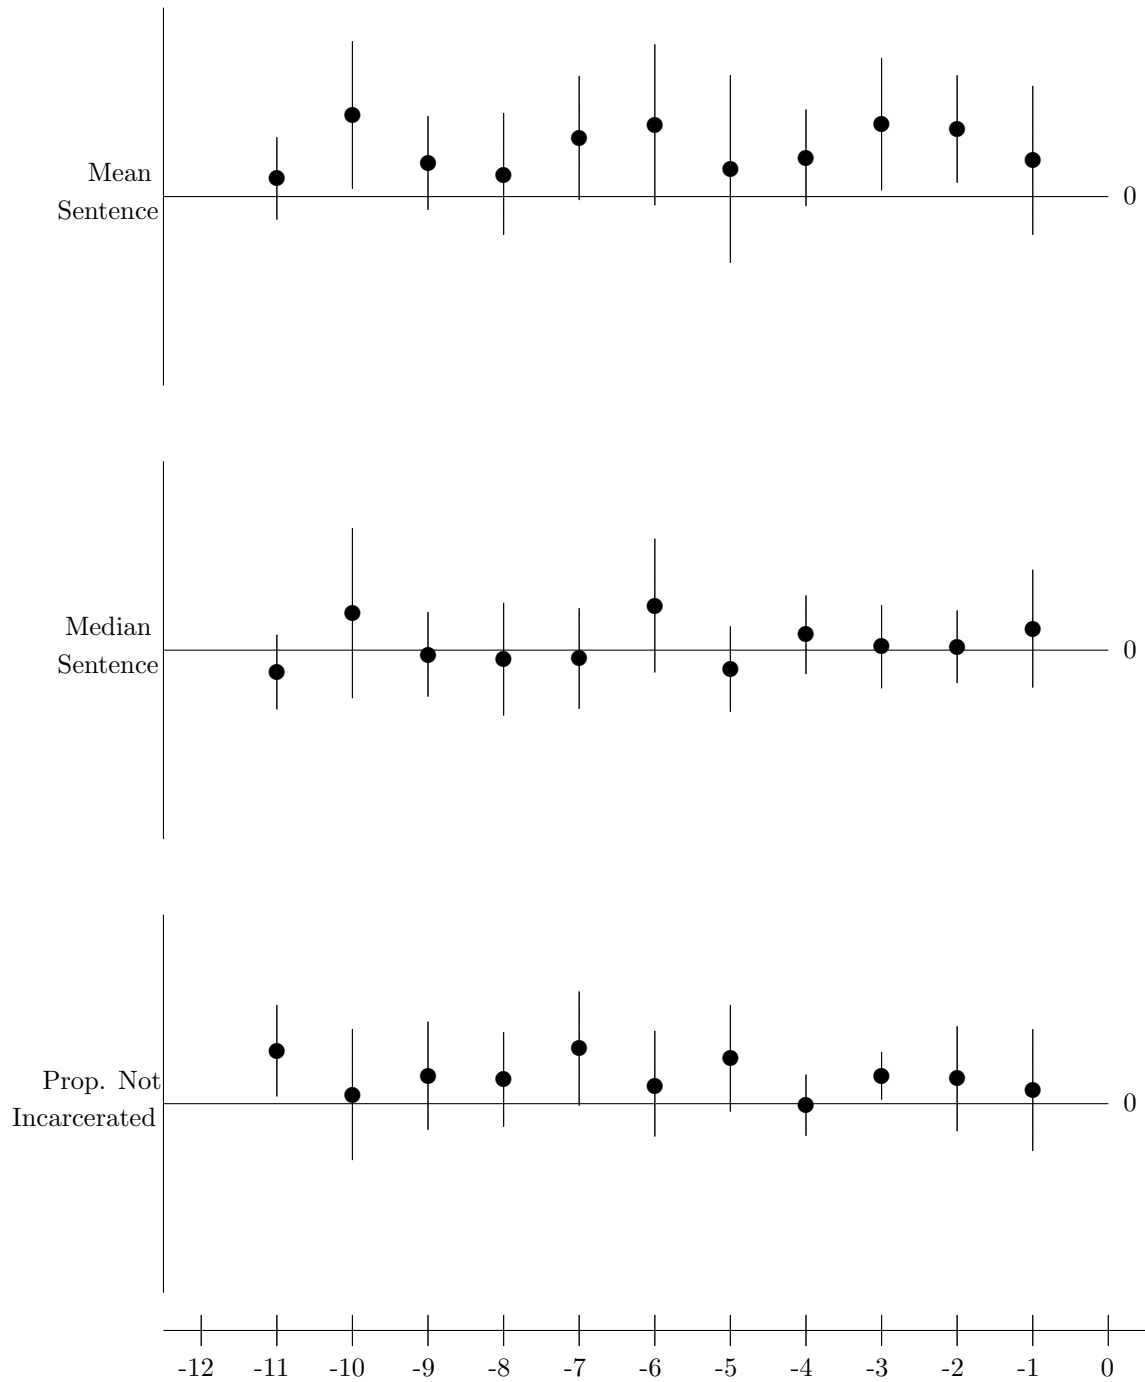 Mean
Sentence
0
Median
Sentence
0
Prop. Not
Incarcerated
0
-12 -11 -10 -9 -8 -7 -6 -5 -4 -3 -2 -1 0